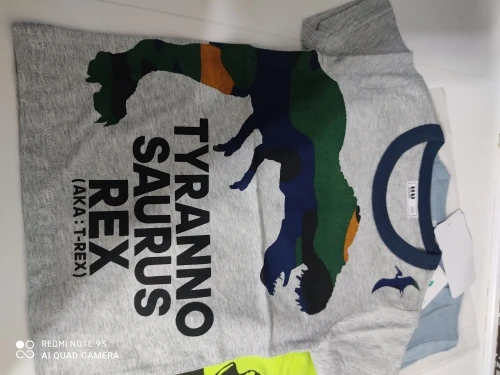 TYRANNO
SAURUS
REX
(AKA : T-REX)
REDMI NOTE 9S
AI QUAD CAMERA